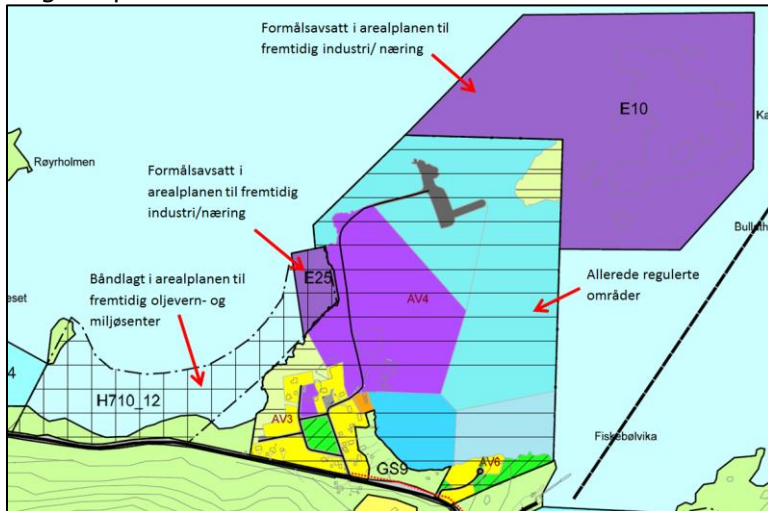 Formålsavsatt i arealplanen til
fremtidig industri/ næring
E10
Røyrholmen
Formålsavsatt i
arealplanen til fremtidig
industri/næring
E25
Båndlagt i arealplanen til
fremtidig oljevern- og
miljøsenter
AV4
Allerede regulerte
områder
H710_12
AV3
Fiskebølvika
GS9
AV6